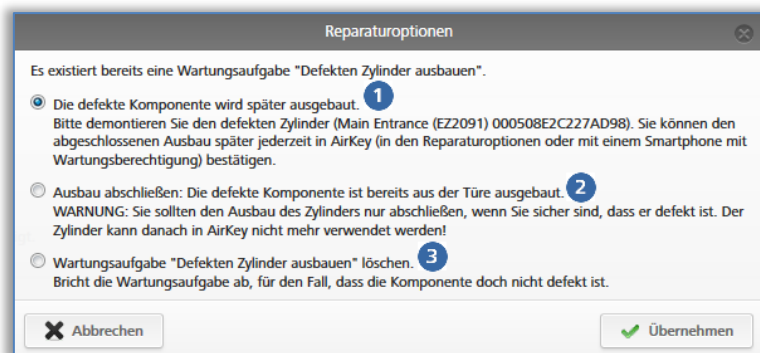 Reparaturoptionen
Es existiert bereits eine Wartungsaufgabe "Defekten Zylinder ausbauen".
Die defekte Komponente wird später ausgebaut. 1
Bitte demontieren Sie den defekten Zylinder (Main Entrance (EZ2091) 000508E2C227AD98). Sie können den
abgeschlossenen Ausbau später jederzeit in AirKey (in den Reparaturoptionen oder mit einem Smartphone mit
Wartungsberechtigung) bestätigen.
Ausbau abschließen: Die defekte Komponente ist bereits aus der Türe ausgebaut. 2
WARNUNG: Sie sollten den Ausbau des Zylinders nur abschließen, wenn Sie sicher sind, dass er defekt ist. Der
Zylinder kann danach in AirKey nicht mehr verwendet werden!
Wartungsaufgabe "Defekten Zylinder ausbauen" löschen. 3
Bricht die Wartungsaufgabe ab, für den Fall, dass die Komponente doch nicht defekt ist.
Abbrechen
Übernehmen